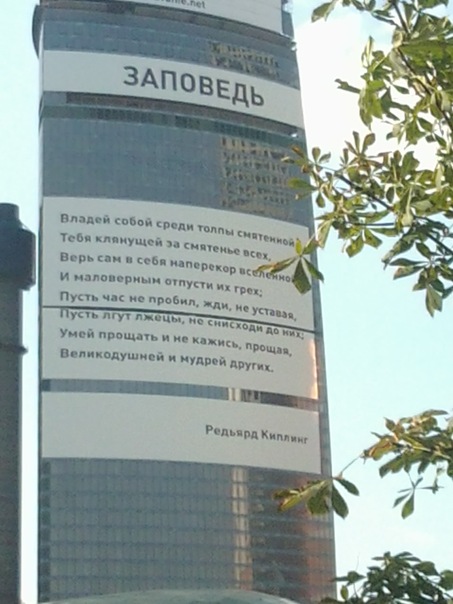 .net
ЗАПОВЕДЬ
Владей собой среди толпы смятенной,
Тебя клянущей за смятенье всех,
Верь сам в себя наперекор вселенной
И маловерным отпусти их грех;
Пусть час не пробил, жди, не уставая,
Пусть лгут лжецы, не снисходи до них;
Умей прощать и не кажись, прощая,
Великодушней и мудрей других.
Редьярд Киплинг